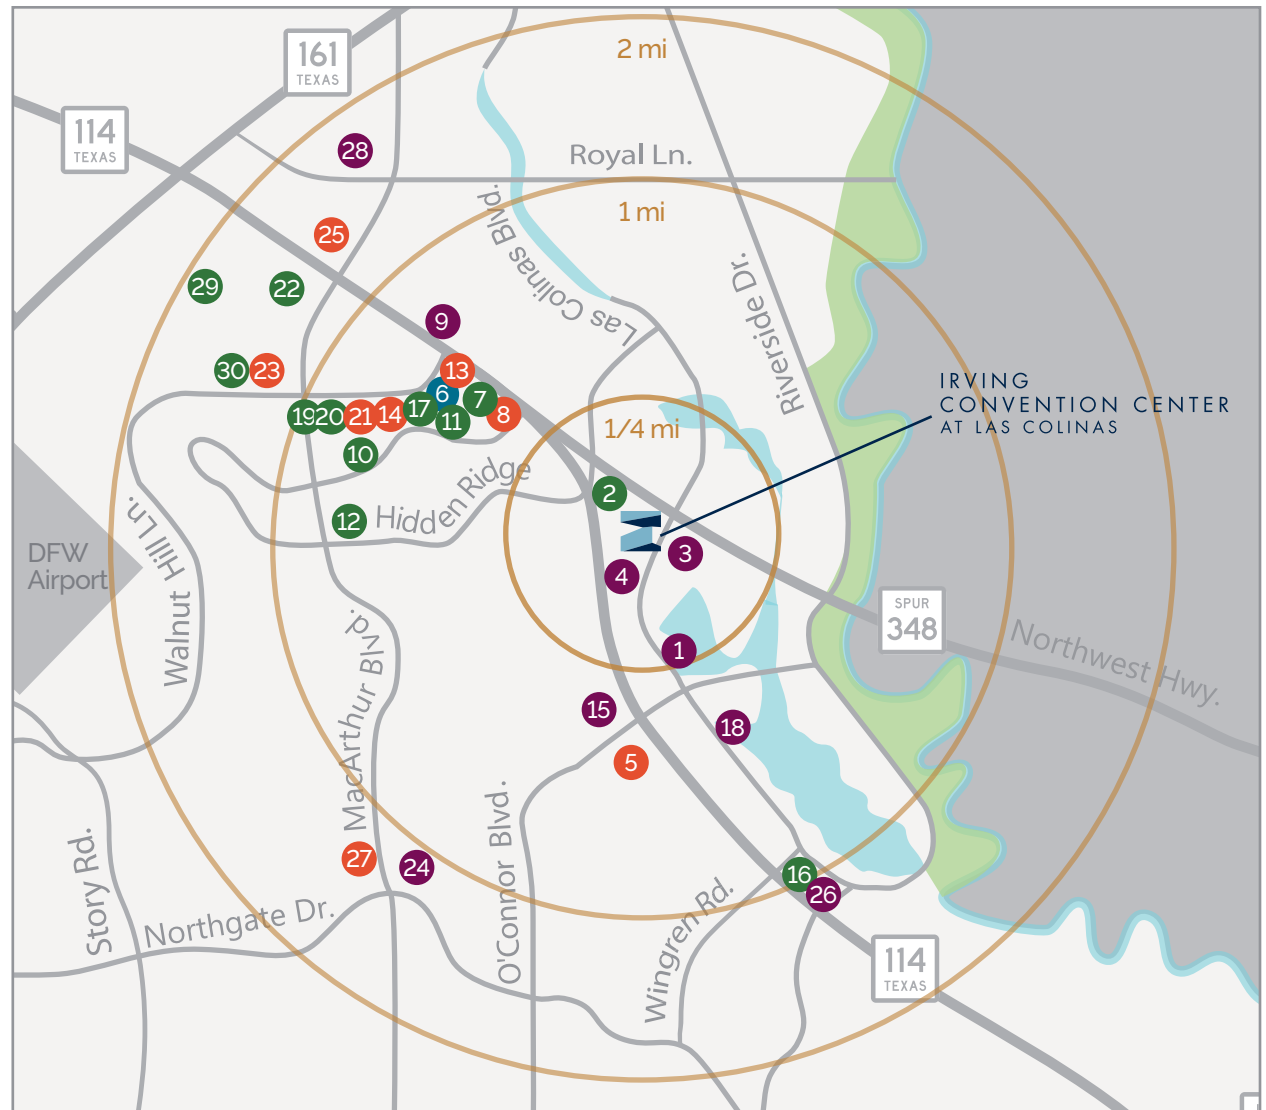 2 mi
161
TEXAS
114
TEXAS
28
Royal Ln.
1 mi
Las Colinas Blvd.
25
Riverside Dr.
29
22
9
30
23
13
6
7
8
19
20
21
14
17
11
10
1/4 mi
IRVING
CONVENTION CENTER
AT LAS COLINAS
Hidden Ridge
12
2
3
4
DFW
Airport
Walnut Hill Ln.
SPUR
348
Northwest Hwy.
MacArthur Blvd.
1
15
18
5
O'Connor Blvd.
Story Rd.
27
24
16
26
Northgate Dr.
Wingren Rd.
114
TEXAS